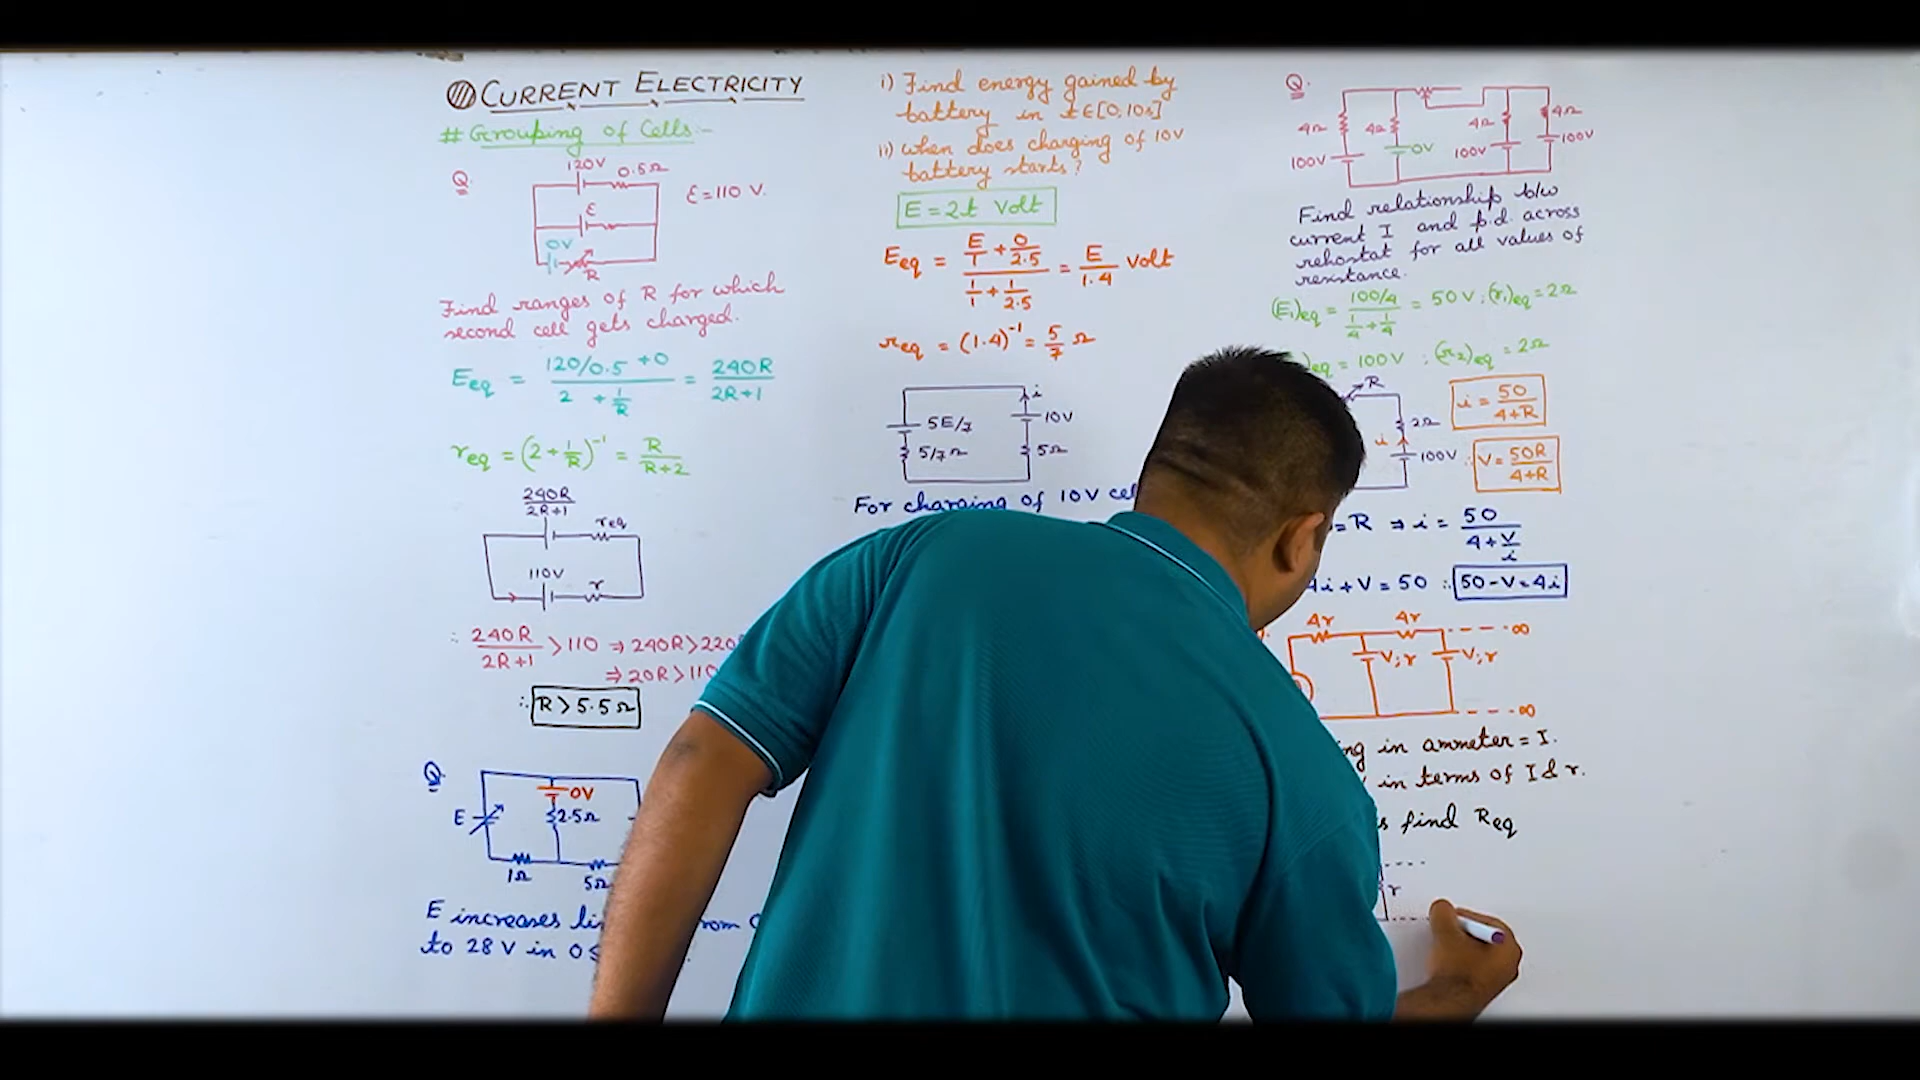 CURRENT ELECTRICITY
# Grouping of Cells:-
Q.
120V
0.5Ω
ε
ε=110 V.
0V
R
Find ranges of R for which
second cell gets charged.
Eeq = (120/0.5 + 0)/(2 + 1/R) = 240R/(2R+1)
req = (2+1/R)⁻¹ = R/(R+2)
240R/(2R+1)
req
110V
r
∴ 240R/(2R+1) > 110 ⇒ 240R > 220
⇒ 20R > 110
∴ R > 5.5Ω
Q.
E
0V
2.5Ω
1Ω
5Ω
E increases
to 28 V in 0≤
i) Find energy gained by
battery in t∈[0,10s]
ii) When does charging of 10V
battery starts?
E = 2t Volt
Eeq = (E/1 + 0/2.5)/(1/1 + 1/2.5) = E/1.4 Volt
req = (1.4)⁻¹ = 5/7 Ω
i
5E/7
5/7Ω
10V
5Ω
For charging of 10V
Q.
4Ω
4Ω
4Ω
4Ω
100V
0V
100V
100V
Find relationship b/w
current I and p.d. across
rehostat for all values of
resistance.
(E₁)eq = (100/4)/(1/4 + 1/4) = 50V ; (r₁)eq = 2Ω
)eq = 100V ; (r₂)eq = 2Ω
R
2Ω
i
100V
i = 50/(4+R)
∴ V = 50R/(4+R)
= R ⇒ i = 50/(4+V/i)
4i + V = 50 ∴ 50-V=4i
4r
4r
∞
V;r
V;r
∞
in ammeter = I.
in terms of I & r.
find Req
r